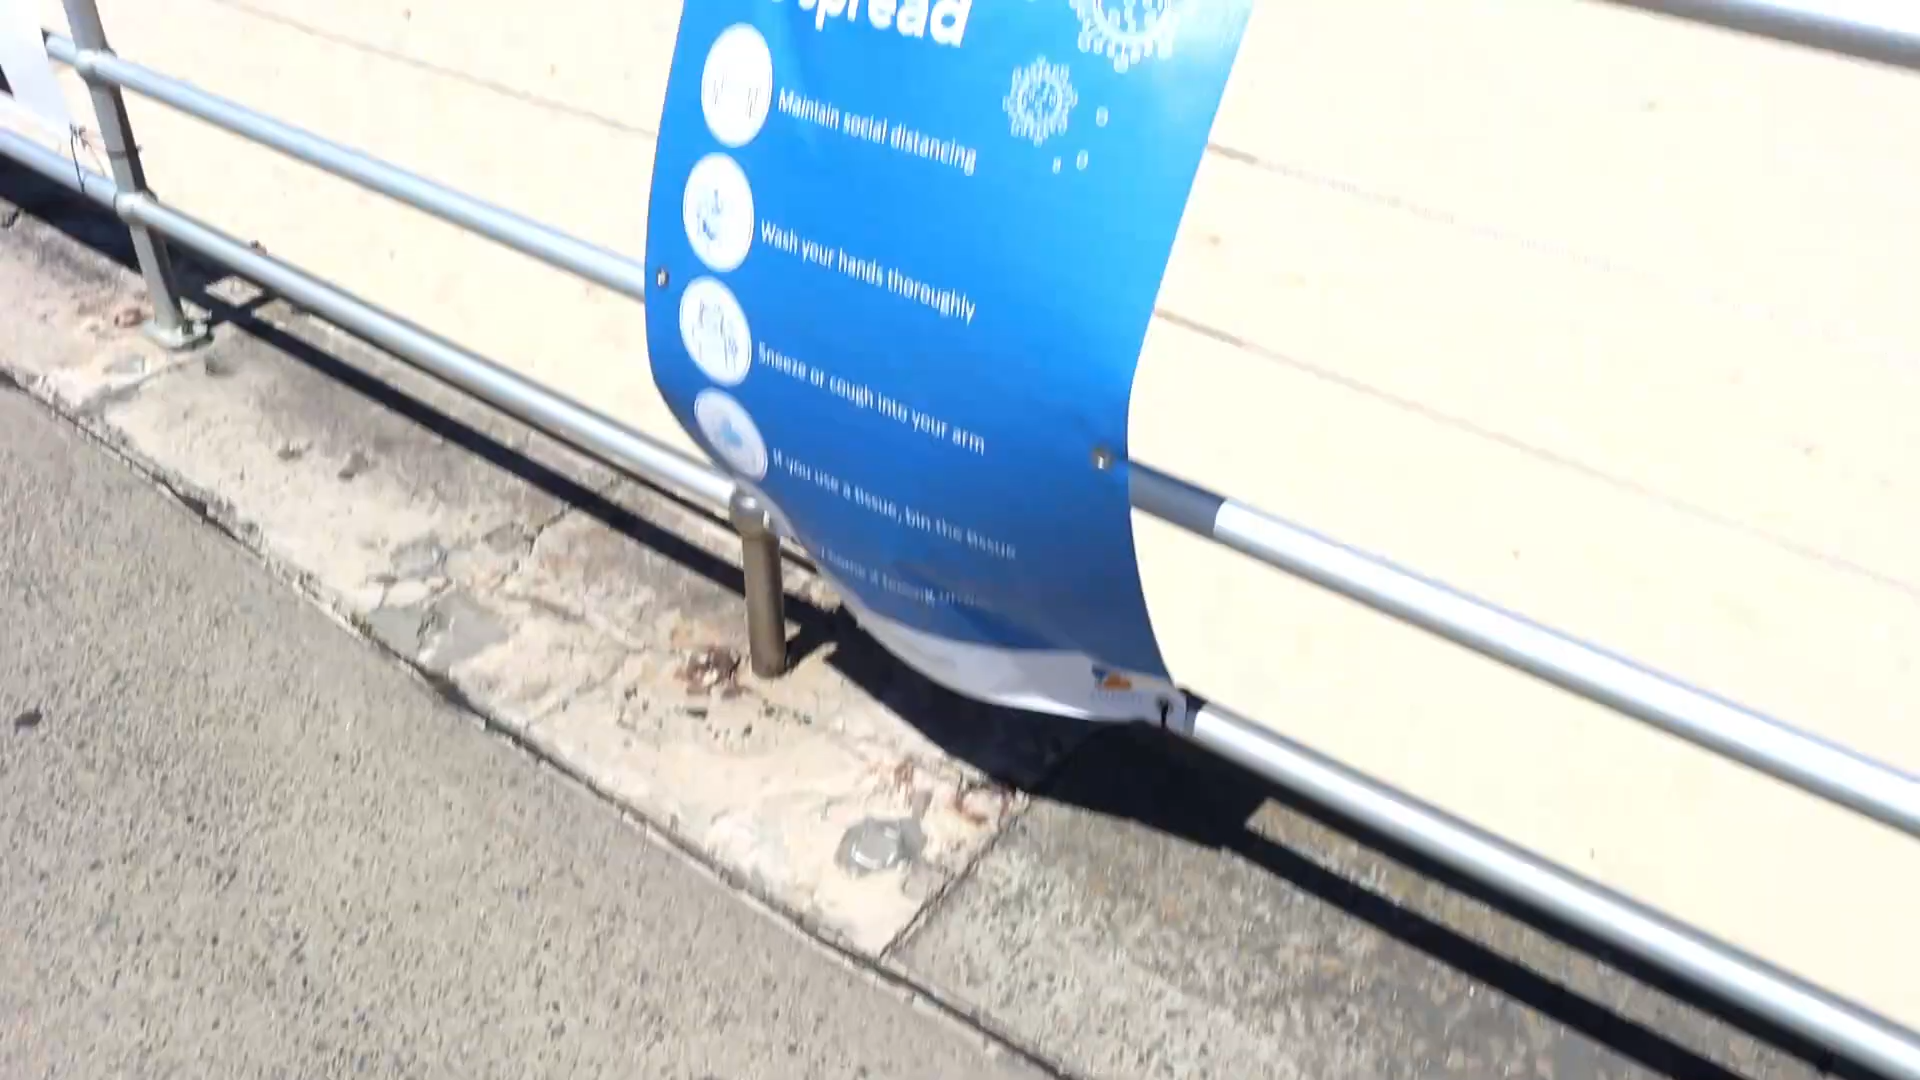 spread
Maintain social distancing
Wash your hands thoroughly
Sneeze or cough into your arm
If you use a tissue, bin the tissue